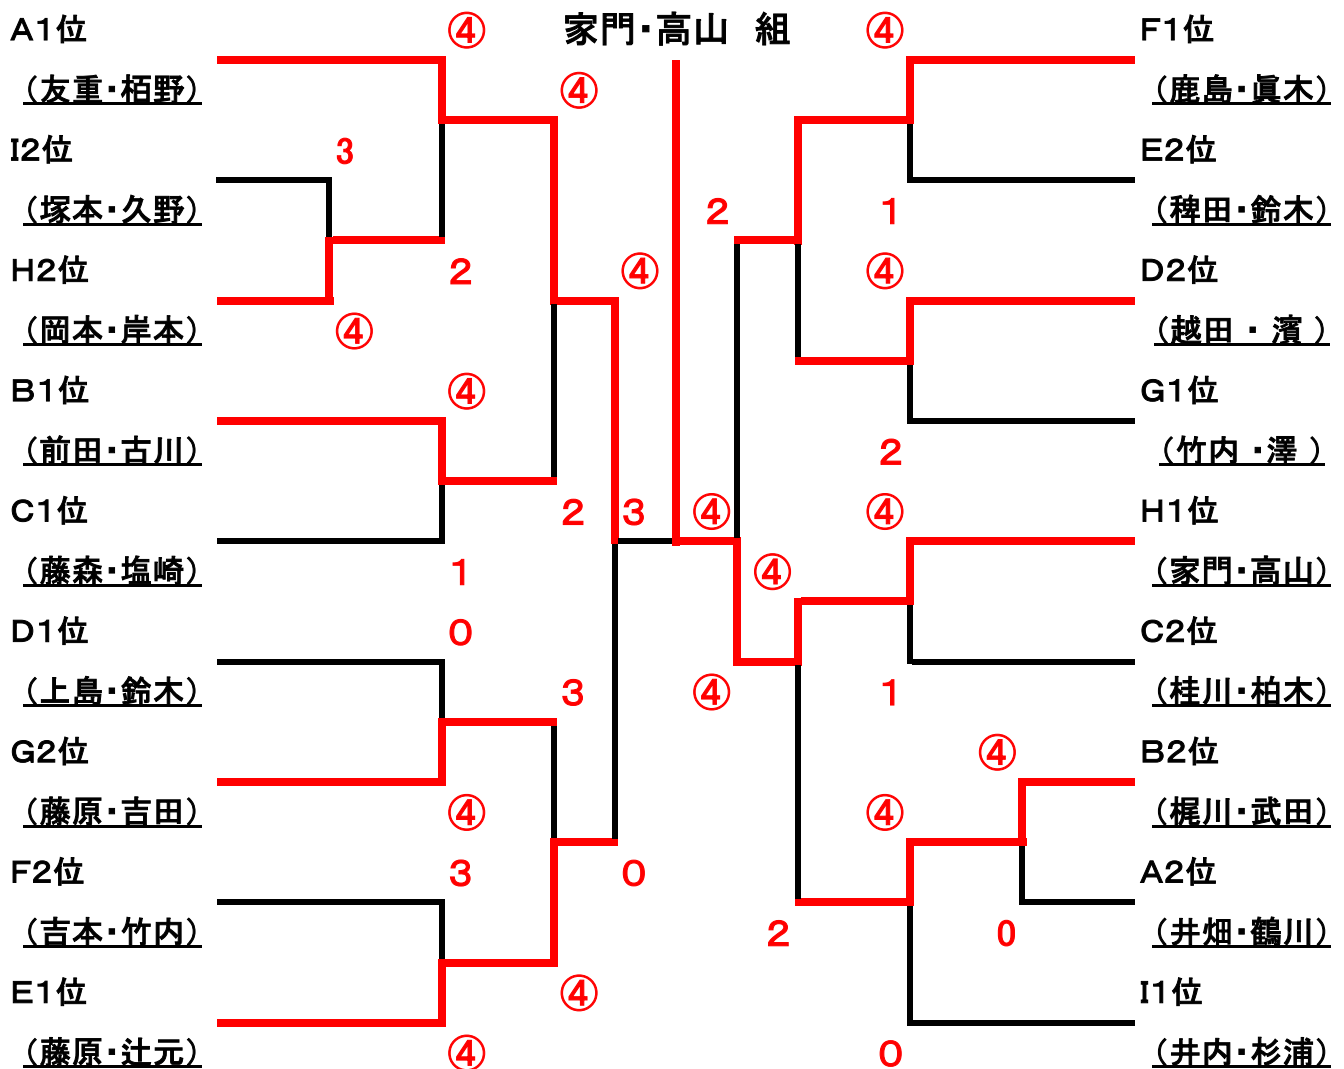 家門・高山　組
A1位
④
（友重・栢野）
④
I2位
3
（塚本・久野）
H2位
2
④
（岡本・岸本）
④
B1位
④
（前田・古川）
C1位
2
3
（藤森・塩崎）
1
D1位
0
（上島・鈴木）
3
G2位
（藤原・吉田）
④
F2位
3
0
（吉本・竹内）
E1位
④
（藤原・辻元）
④
④
F1位
（鹿島・眞木）
E2位
2
1
（稗田・鈴木）
④
D2位
（越田・濱）
G1位
2
（竹内・澤）
④
④
H1位
④
（家門・高山）
C2位
④
1
（桂川・柏木）
④
B2位
④
（梶川・武田）
A2位
2
0
（井畑・鶴川）
I1位
0
（井内・杉浦）